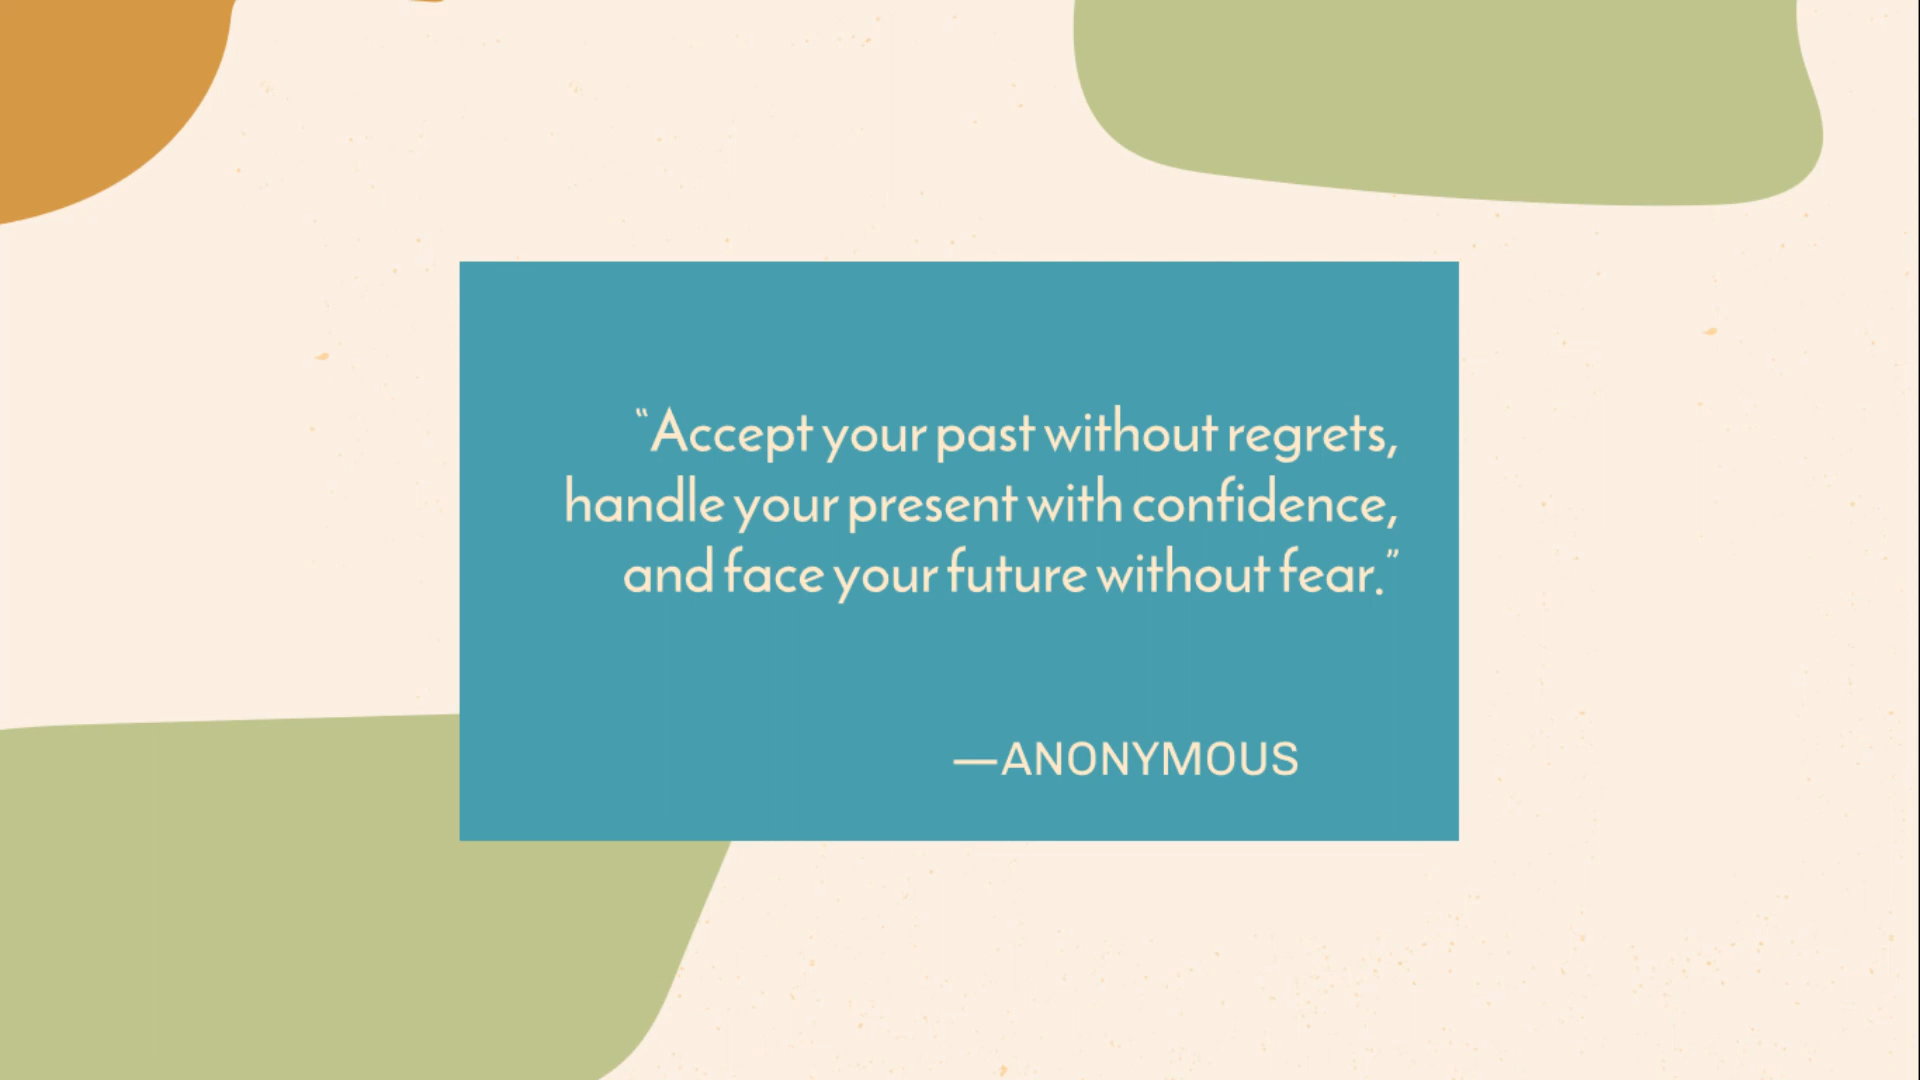 “Accept your past without regrets,
handle your present with confidence,
and face your future without fear.”
—ANONYMOUS